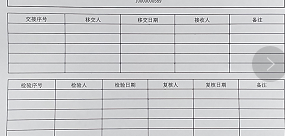 交接序号 移交人 移交日期 接收人 备注
检验序号 检验人 检验日期 复核人 复核日期 备注